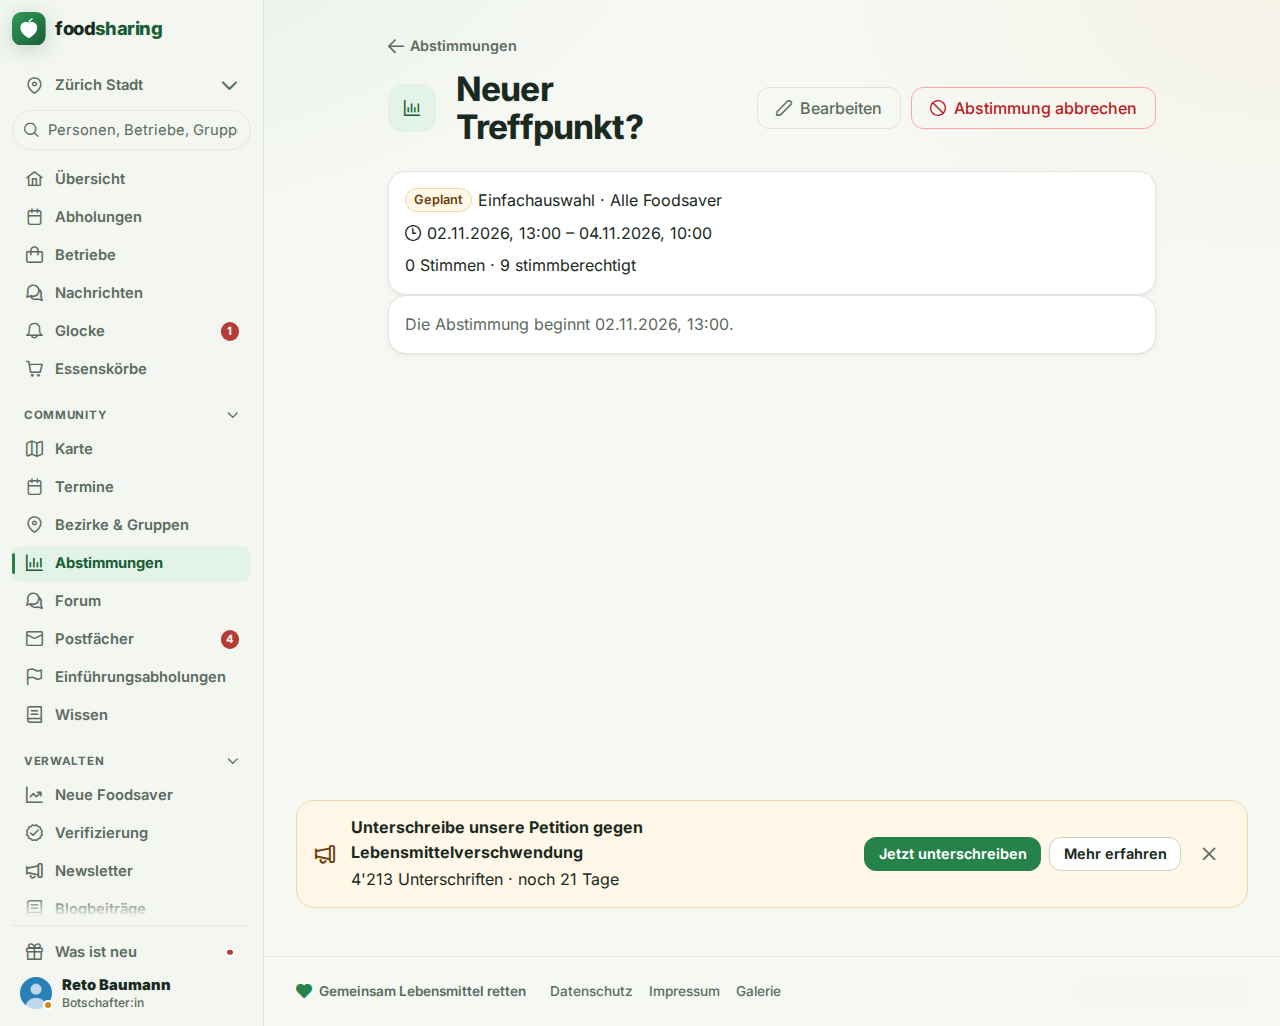 foodsharing
Zürich Stadt
Personen, Betriebe, Grupp
Übersicht
Abholungen
Betriebe
Nachrichten
Glocke 1
Essenskörbe
COMMUNITY
Karte
Termine
Bezirke & Gruppen
Abstimmungen
Forum
Postfächer 4
Einführungsabholungen
Wissen
VERWALTEN
Neue Foodsaver
Verifizierung
Newsletter
Blogbeiträge
Was ist neu
Reto Baumann
Botschafter:in
Abstimmungen
Neuer
Treffpunkt?
Bearbeiten
Abstimmung abbrechen
Geplant Einfachauswahl · Alle Foodsaver
02.11.2026, 13:00 – 04.11.2026, 10:00
0 Stimmen · 9 stimmberechtigt
Die Abstimmung beginnt 02.11.2026, 13:00.
Unterschreibe unsere Petition gegen
Lebensmittelverschwendung
4'213 Unterschriften · noch 21 Tage
Jetzt unterschreiben
Mehr erfahren
Gemeinsam Lebensmittel retten
Datenschutz
Impressum
Galerie